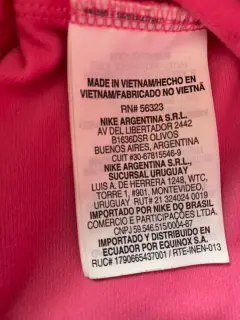 MADE IN VIETNAM/HECHO EN
VIETNAM/FABRICADO NO VIETNÃ
RN# 56323
NIKE ARGENTINA S.R.L.
AV DEL LIBERTADOR 2442
B1636DSR OLIVOS
BUENOS AIRES, ARGENTINA
CUIT #30-67815546-9
NIKE ARGENTINA S.R.L.,
SUCURSAL URUGUAY
LUIS A. DE HERRERA 1248, WTC,
TORRE 1, #901, MONTEVIDEO,
URUGUAY, RUT# 21 324024 0019
IMPORTADO POR NIKE DO BRASIL
COMÉRCIO E PARTICIPAÇÕES LTDA.
CNPJ 59.546.515/0004-87
IMPORTADO Y DISTRIBUIDO EN
ECUADOR POR EQUINOX S.A.
RUC# 1790665437001 / RTE-INEN-013